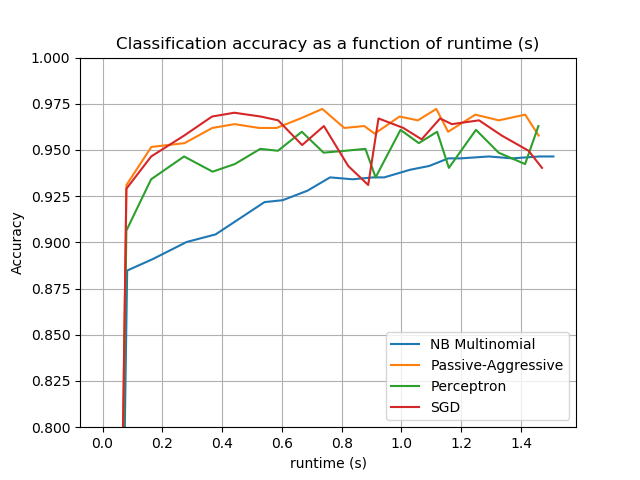 Classification accuracy as a function of runtime (s)
1.000
0.975
0.950
0.925
0.900
0.875
0.850
0.825
0.800
Accuracy
0.0 0.2 0.4 0.6 0.8 1.0 1.2 1.4
runtime (s)
NB Multinomial
Passive-Aggressive
Perceptron
SGD